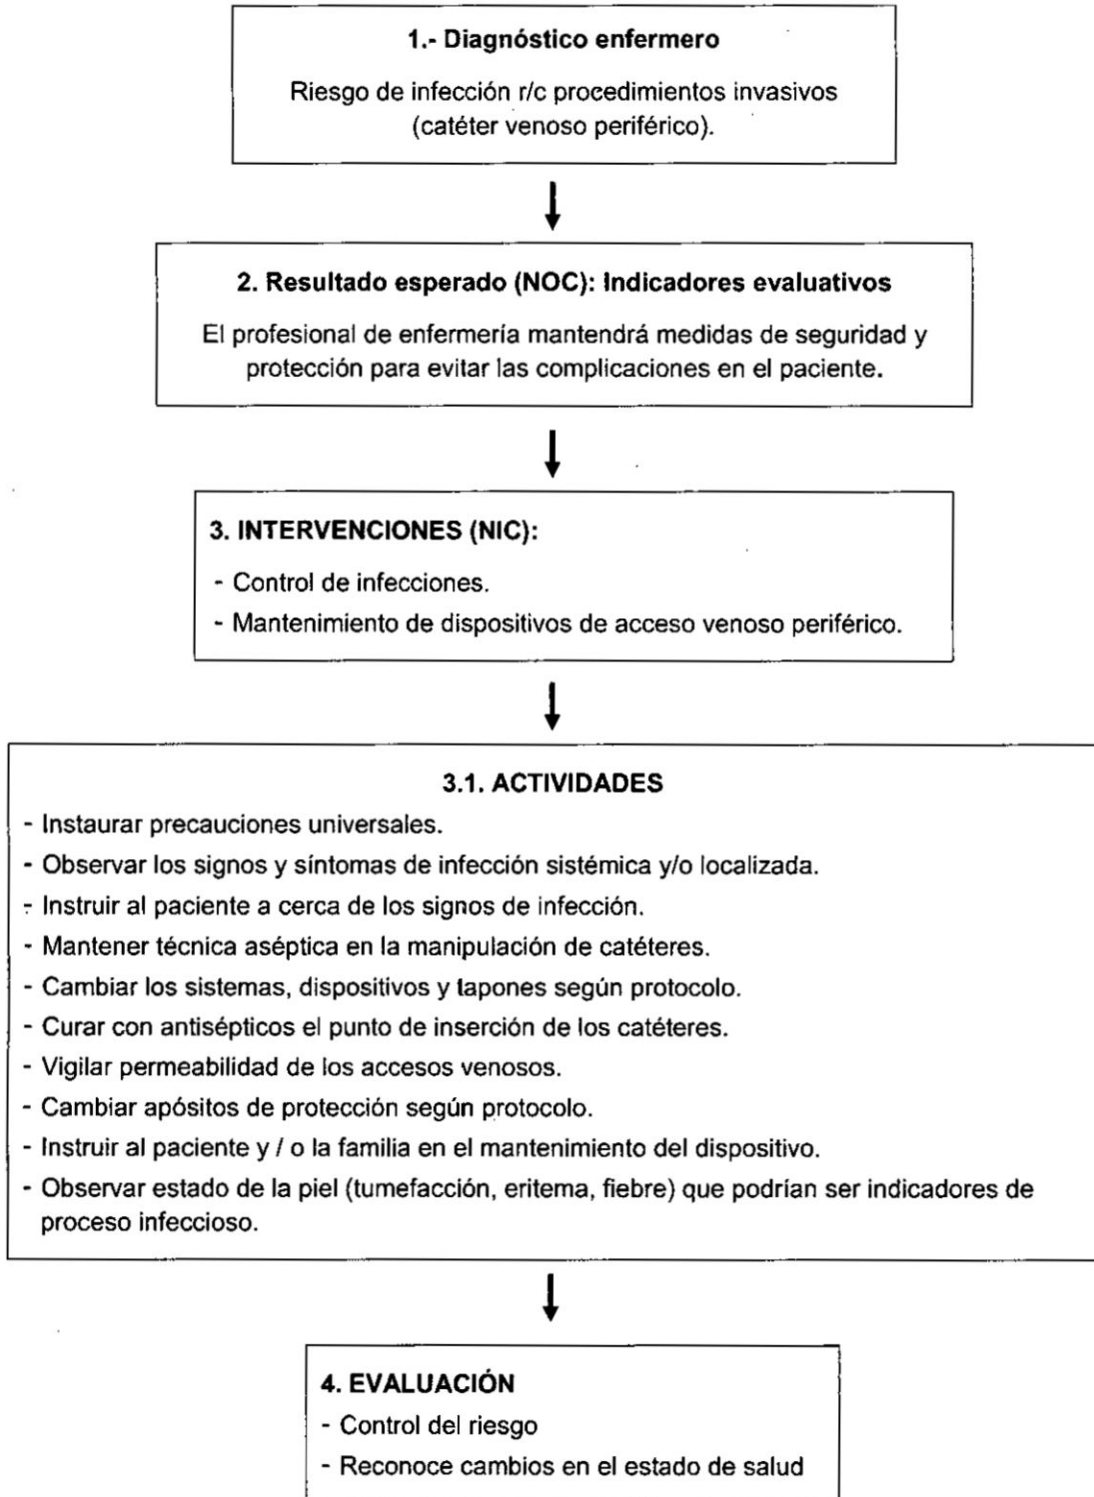 1.- Diagnóstico enfermero
Riesgo de infección r/c procedimientos invasivos
(catéter venoso periférico).
2. Resultado esperado (NOC): Indicadores evaluativos
El profesional de enfermería mantendrá medidas de seguridad y
protección para evitar las complicaciones en el paciente.
3. INTERVENCIONES (NIC):
- Control de infecciones.
- Mantenimiento de dispositivos de acceso venoso periférico.
3.1. ACTIVIDADES
- Instaurar precauciones universales.
- Observar los signos y síntomas de infección sistémica y/o localizada.
- Instruir al paciente a cerca de los signos de infección.
- Mantener técnica aséptica en la manipulación de catéteres.
- Cambiar los sistemas, dispositivos y tapones según protocolo.
- Curar con antisépticos el punto de inserción de los catéteres.
- Vigilar permeabilidad de los accesos venosos.
- Cambiar apósitos de protección según protocolo.
- Instruir al paciente y / o la familia en el mantenimiento del dispositivo.
- Observar estado de la piel (tumefacción, eritema, fiebre) que podrían ser indicadores de
proceso infeccioso.
4. EVALUACIÓN
- Control del riesgo
- Reconoce cambios en el estado de salud